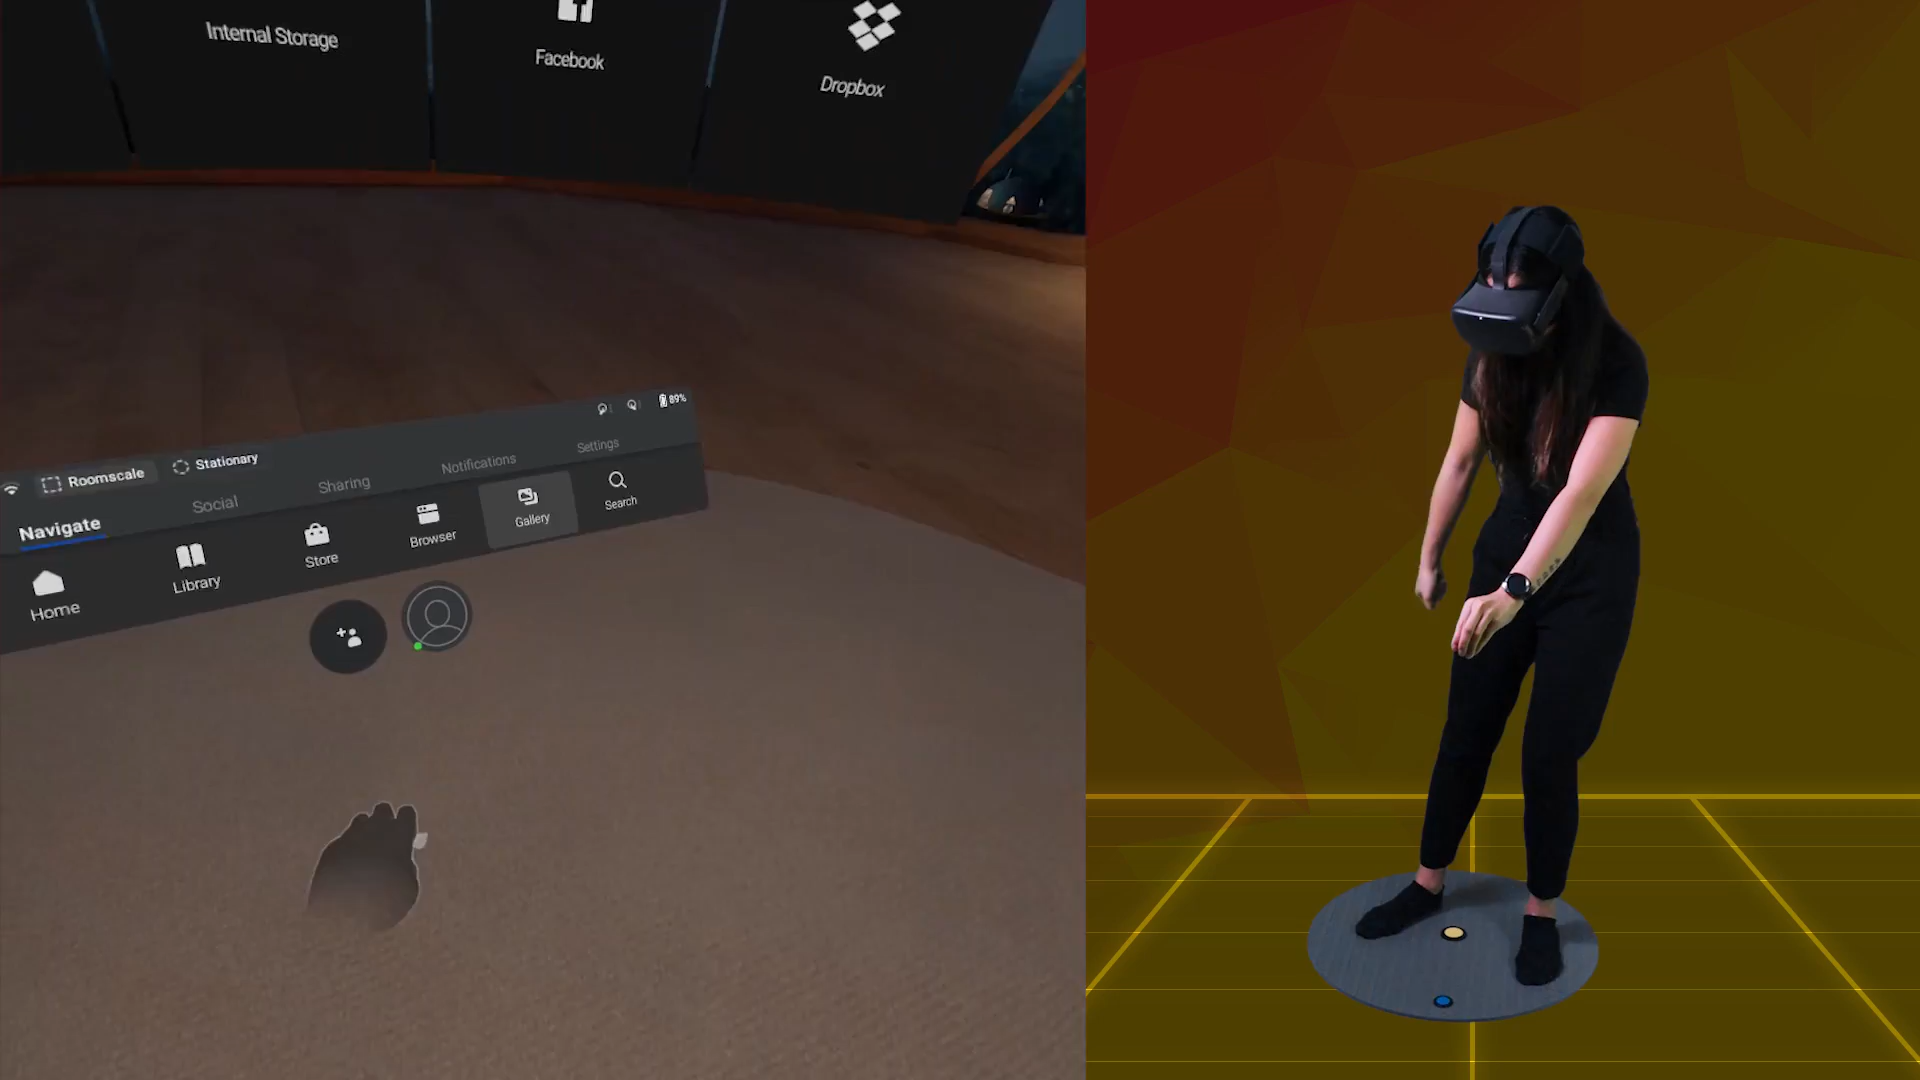 Internal Storage
Facebook
Dropbox
89%
Roomscale
Stationary
Navigate
Social
Sharing
Notifications
Settings
Home
Library
Store
Browser
Gallery
Search